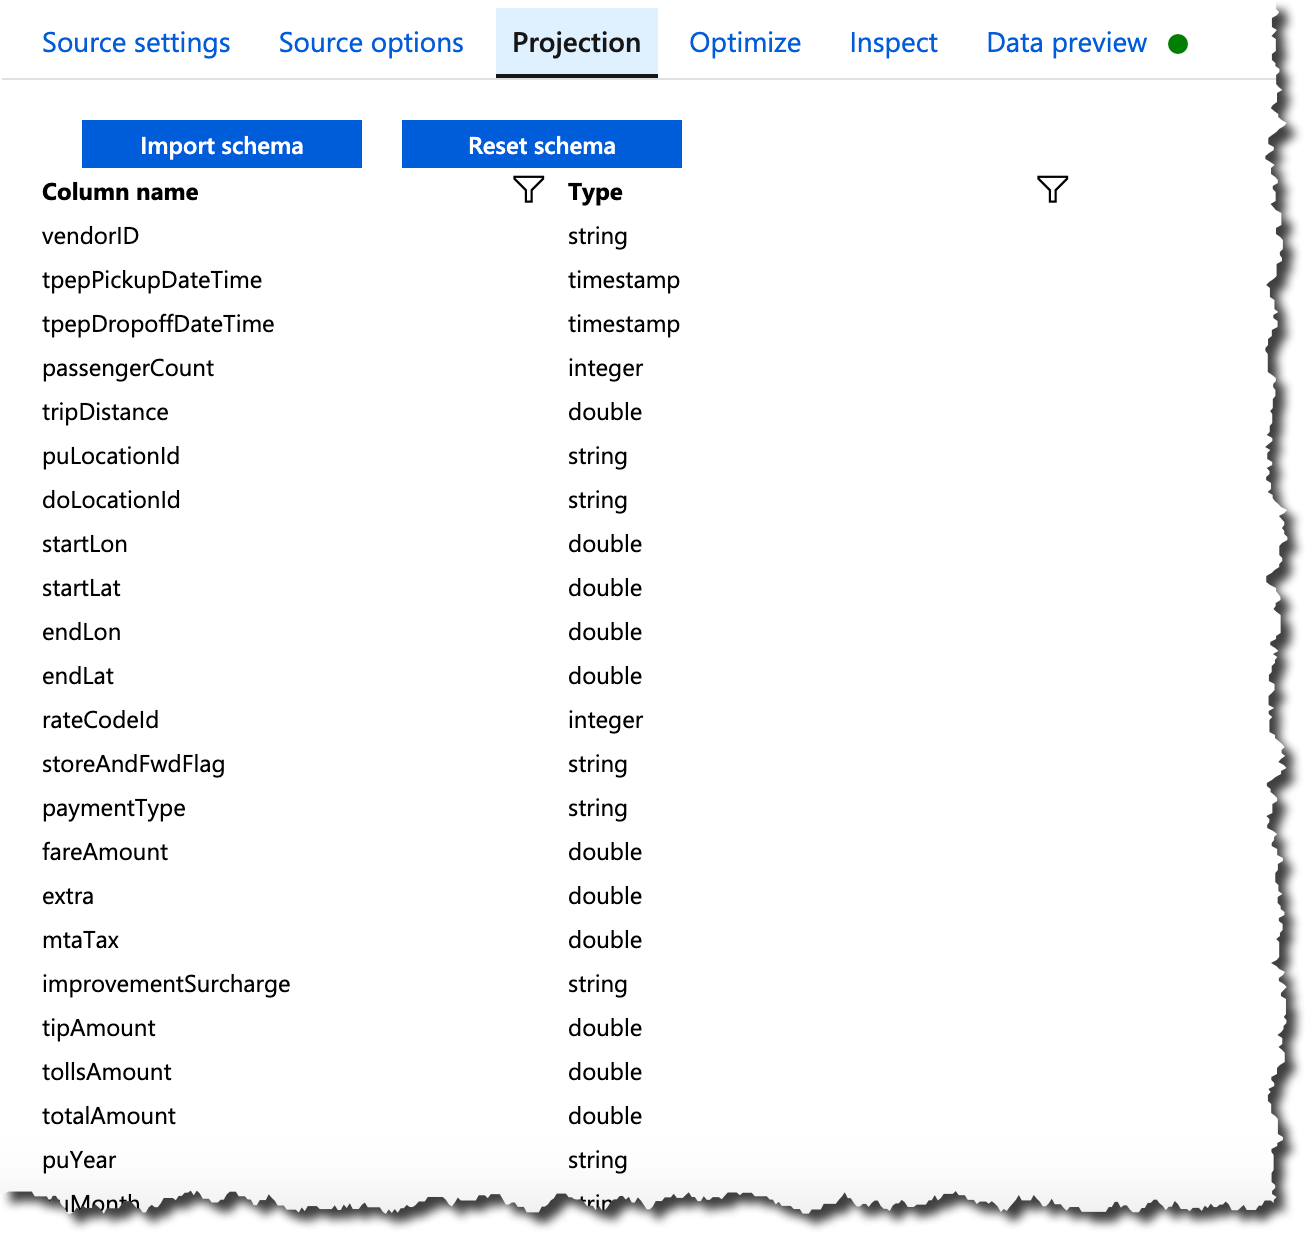 Source settings Source options Projection Optimize Inspect Data preview
Import schema Reset schema
Column name Type
vendorID string
tpepPickupDateTime timestamp
tpepDropoffDateTime timestamp
passengerCount integer
tripDistance double
puLocationId string
doLocationId string
startLon double
startLat double
endLon double
endLat double
rateCodeId integer
storeAndFwdFlag string
paymentType string
fareAmount double
extra double
mtaTax double
improvementSurcharge string
tipAmount double
tollsAmount double
totalAmount double
puYear string